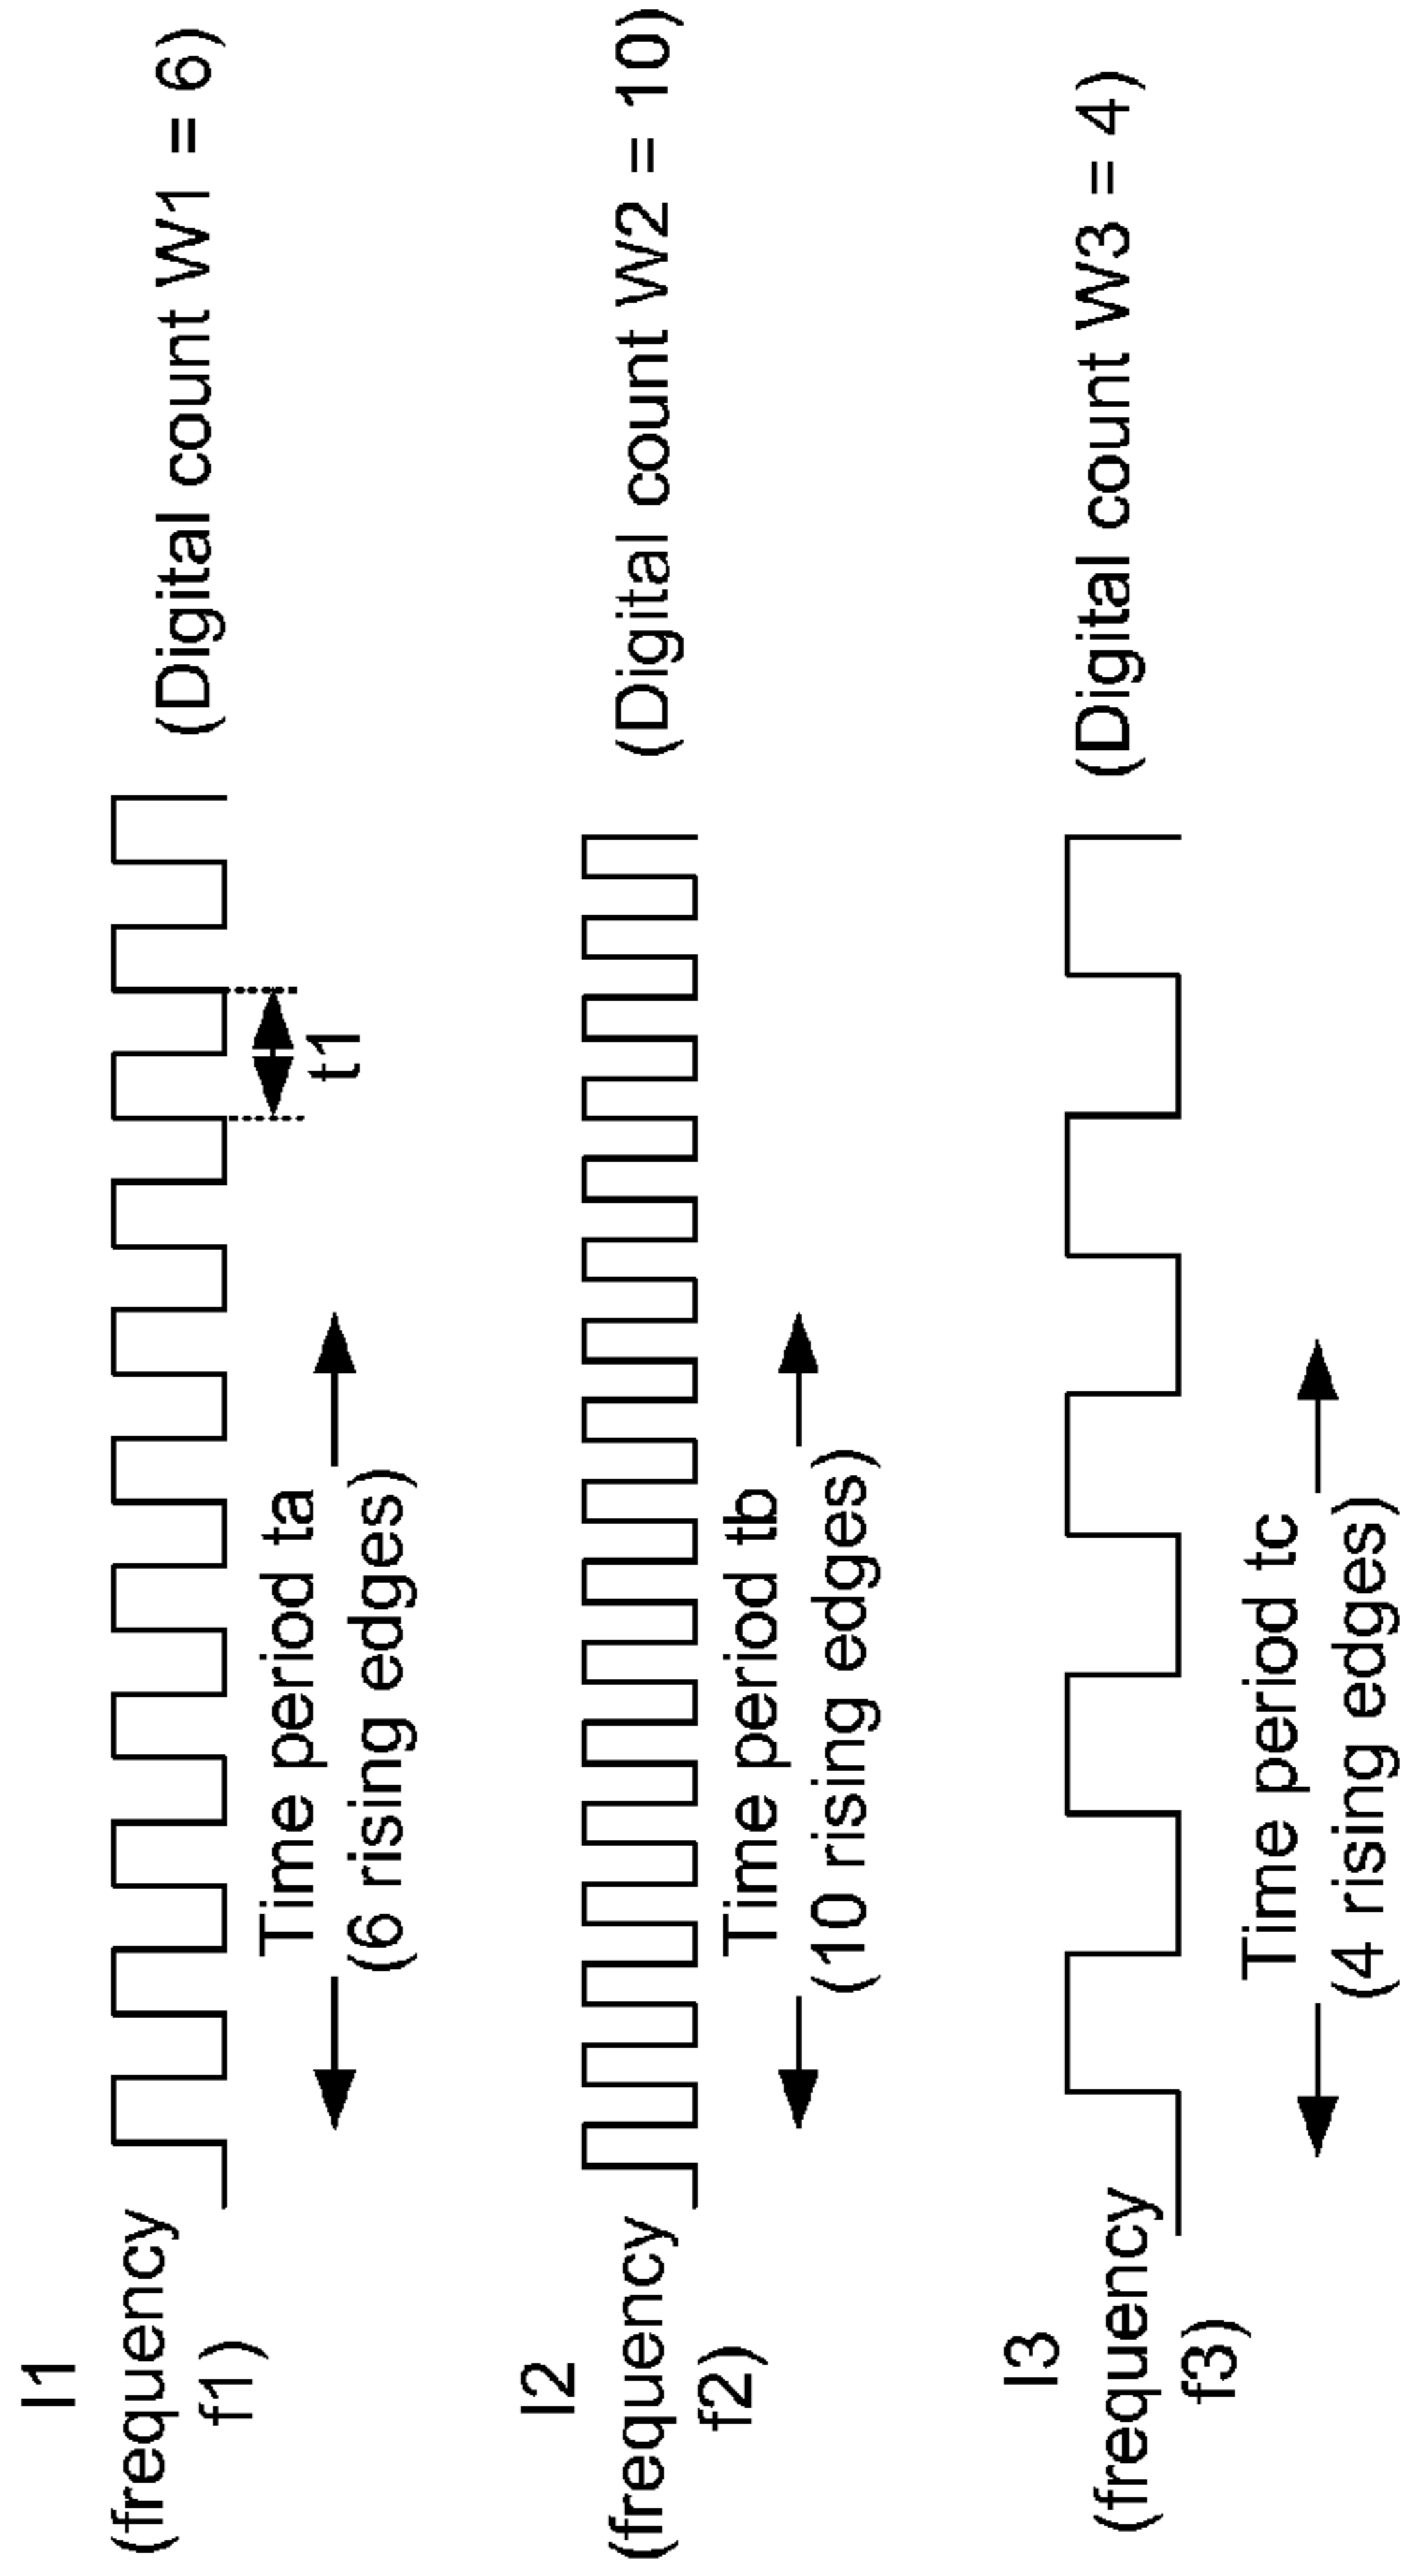 I1
(frequency
f1)
(Digital count W1 = 6)
t1
Time period ta
(6 rising edges)
I2
(frequency
f2)
(Digital count W2 = 10)
Time period tb
(10 rising edges)
I3
(frequency
f3)
(Digital count W3 = 4)
Time period tc
(4 rising edges)